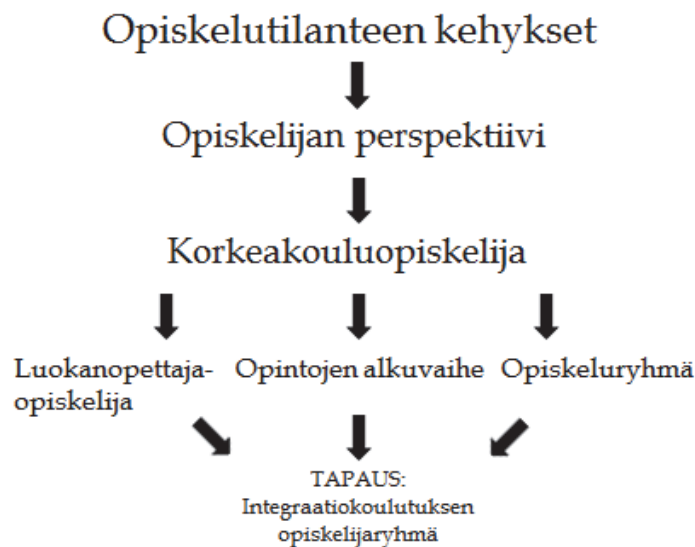 Opiskelutilanteen kehykset
Opiskelijan perspektiivi
Korkeakouluopiskelija
Luokanopettaja-
opiskelija
Opintojen alkuvaihe
Opiskeluryhmä
TAPAUS:
Integraatiokoulutuksen
opiskelijaryhmä